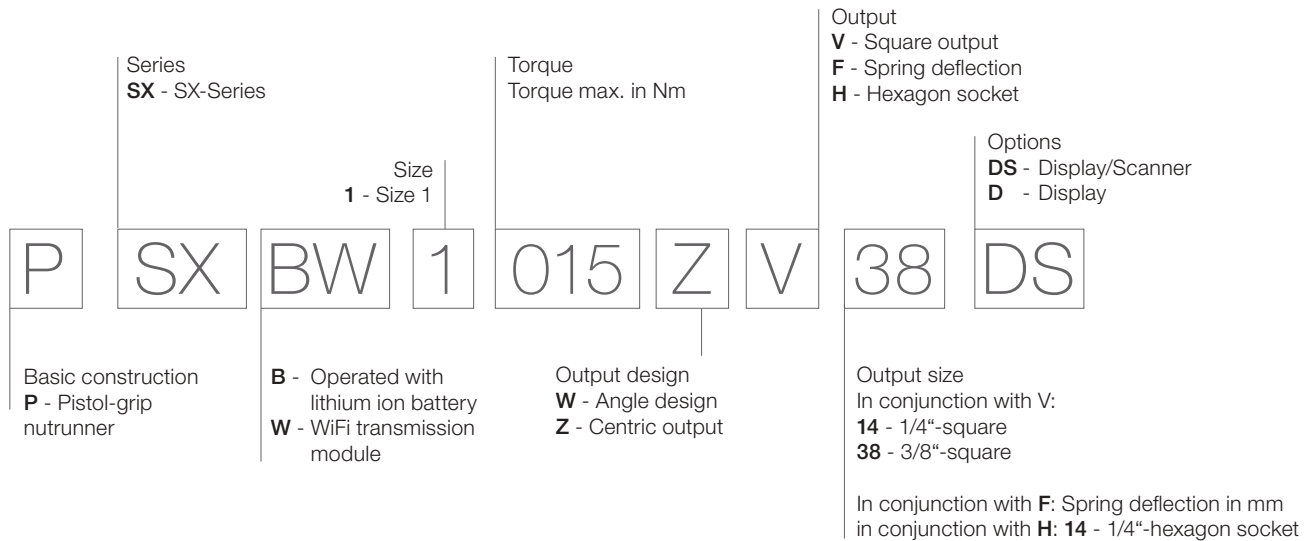 Output
V - Square output
F - Spring deflection
H - Hexagon socket
Series
SX - SX-Series
Torque
Torque max. in Nm
Options
DS - Display/Scanner
D - Display
Size
1 - Size 1
P SX BW 1 015 Z V 38 DS
Basic construction
P - Pistol-grip
nutrunner
B - Operated with
lithium ion battery
W - WiFi transmission
module
Output design
W - Angle design
Z - Centric output
Output size
In conjunction with V:
14 - 1/4“-square
38 - 3/8“-square
In conjunction with F: Spring deflection in mm
in conjunction with H: 14 - 1/4“-hexagon socket